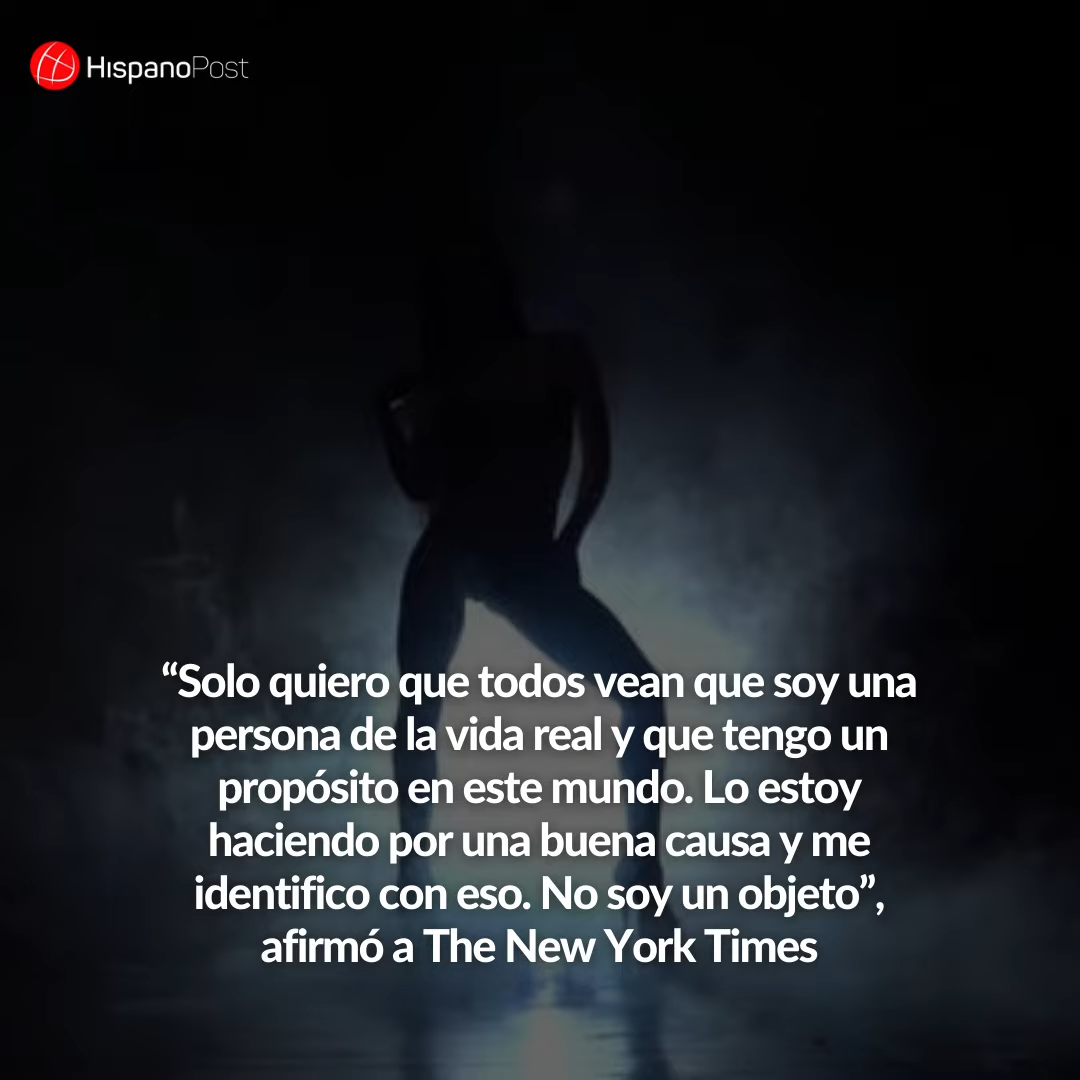 HispanoPost
“Solo quiero que todos vean que soy una
persona de la vida real y que tengo un
propósito en este mundo. Lo estoy
haciendo por una buena causa y me
identifico con eso. No soy un objeto”,
afirmó a The New York Times